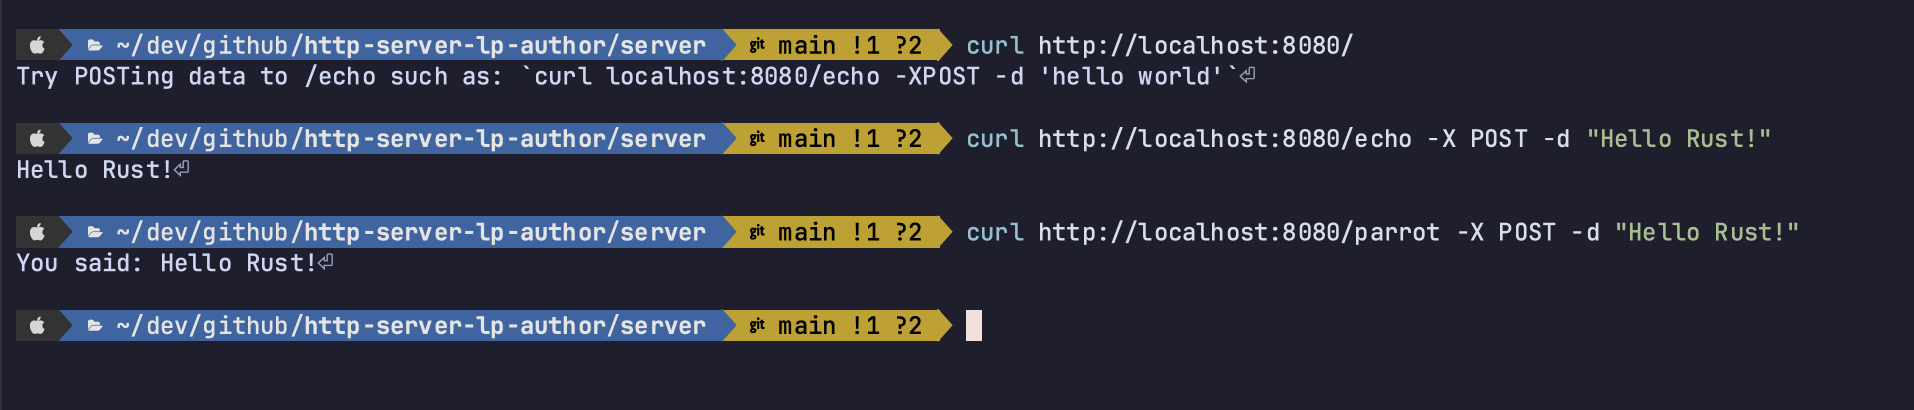 ~/dev/github/http-server-lp-author/server git main !1 ?2 curl http://localhost:8080/
Try POSTing data to /echo such as: `curl localhost:8080/echo -XPOST -d 'hello world'`⏎
~/dev/github/http-server-lp-author/server git main !1 ?2 curl http://localhost:8080/echo -X POST -d "Hello Rust!"
Hello Rust!⏎
~/dev/github/http-server-lp-author/server git main !1 ?2 curl http://localhost:8080/parrot -X POST -d "Hello Rust!"
You said: Hello Rust!⏎
~/dev/github/http-server-lp-author/server git main !1 ?2